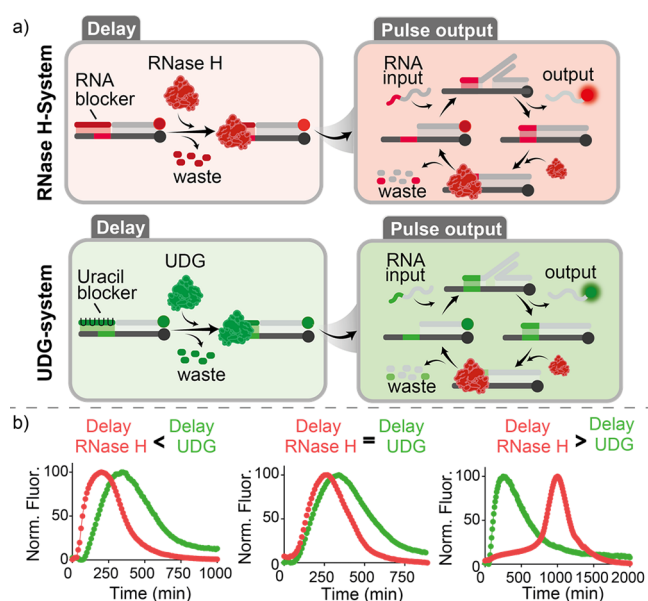 a)
RNase H-System
Delay
RNA
blocker
RNase H
waste
Pulse output
RNA
input
output
waste
UDG-system
Delay
Uracil
blocker
UDG
waste
Pulse output
RNA
input
output
waste
b)
Delay
RNase H < Delay
UDG
Norm. Fluor.
100
50
0
0 500 1000
Time (min)
Delay
RNase H = Delay
UDG
Norm. Fluor.
100
50
0
0 250 500 750
Time (min)
Delay
RNase H > Delay
UDG
Norm. Fluor.
100
50
0
0 500 1000 1500 2000
Time (min)